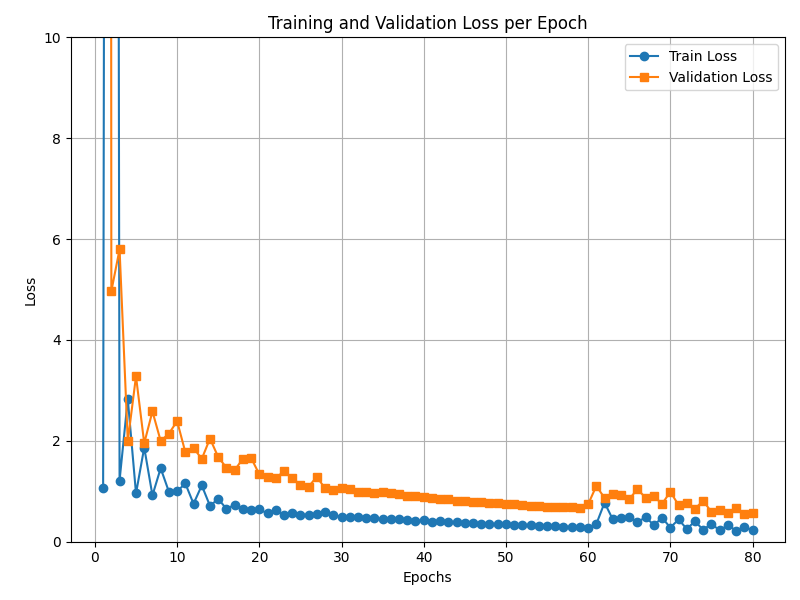 Training and Validation Loss per Epoch
Train Loss
Validation Loss
Loss
10
8
6
4
2
0
0 10 20 30 40 50 60 70 80
Epochs